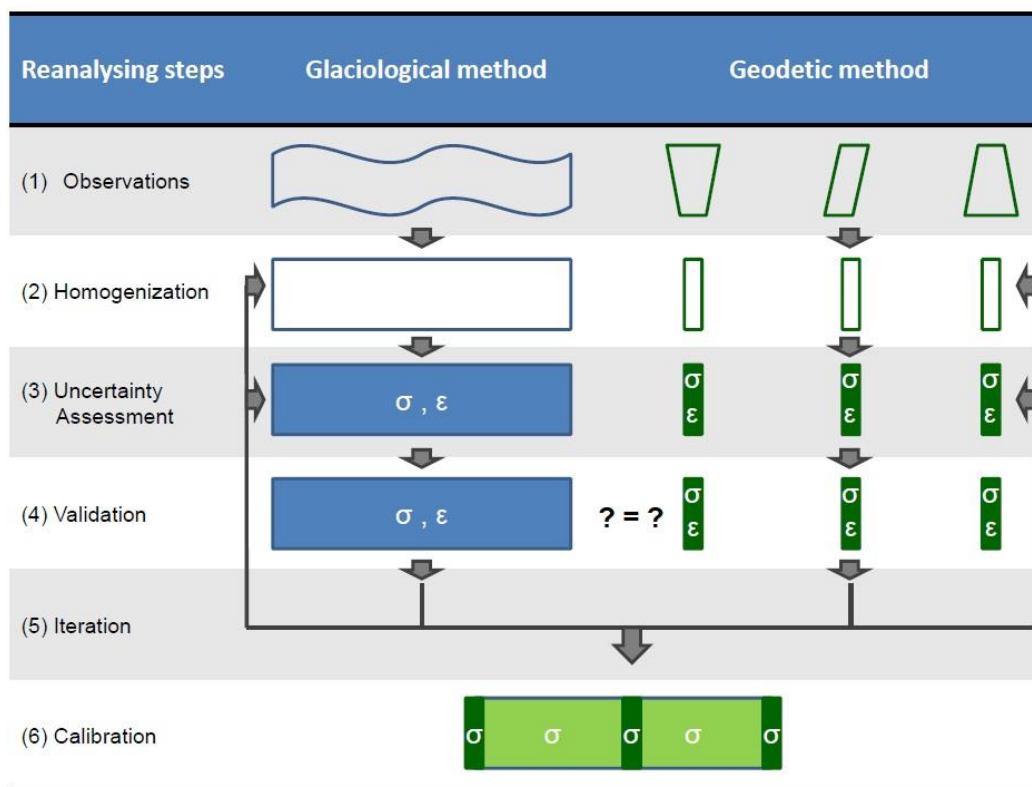 Reanalysing steps Glaciological method Geodetic method
(1) Observations
(2) Homogenization
(3) Uncertainty
Assessment
σ , ε
σ
ε
σ
ε
σ
ε
(4) Validation
σ , ε
? = ?
σ
ε
σ
ε
σ
ε
(5) Iteration
(6) Calibration
σ σ σ σ σ